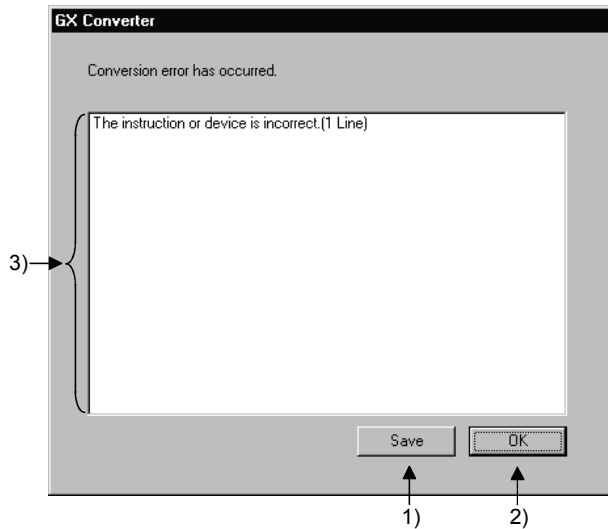 GX Converter
Conversion error has occurred.
The instruction or device is incorrect.(1 Line)
3)
Save
OK
1)
2)